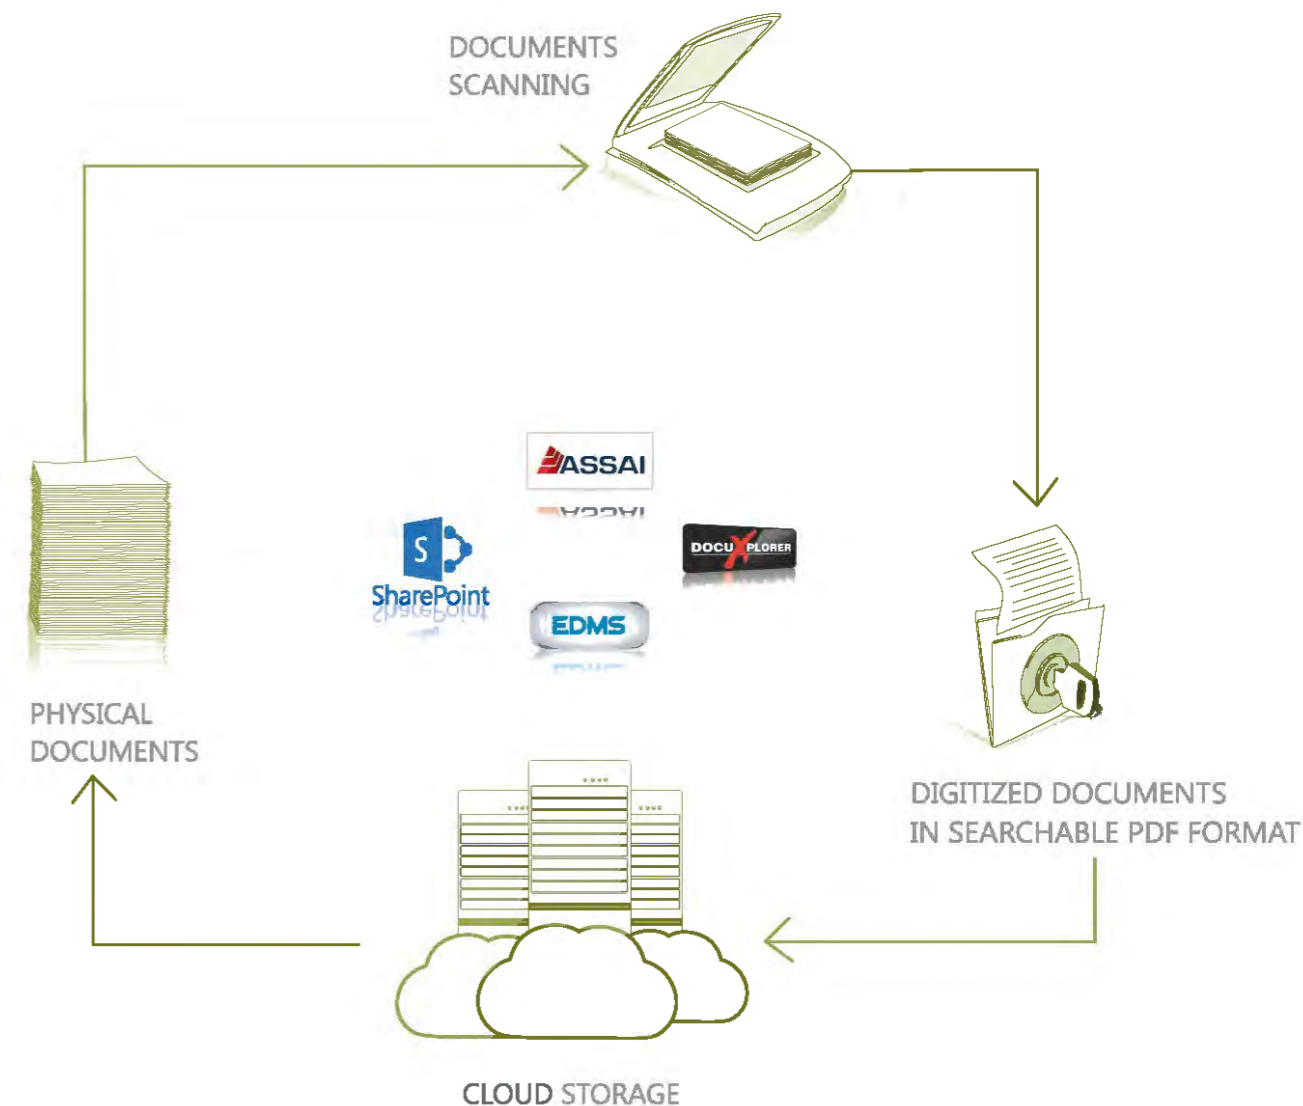 DOCUMENTS
SCANNING
ASSAI
S
SharePoint
DOCUXPLORER
EDMS
PHYSICAL
DOCUMENTS
DIGITIZED DOCUMENTS
IN SEARCHABLE PDF FORMAT
CLOUD STORAGE